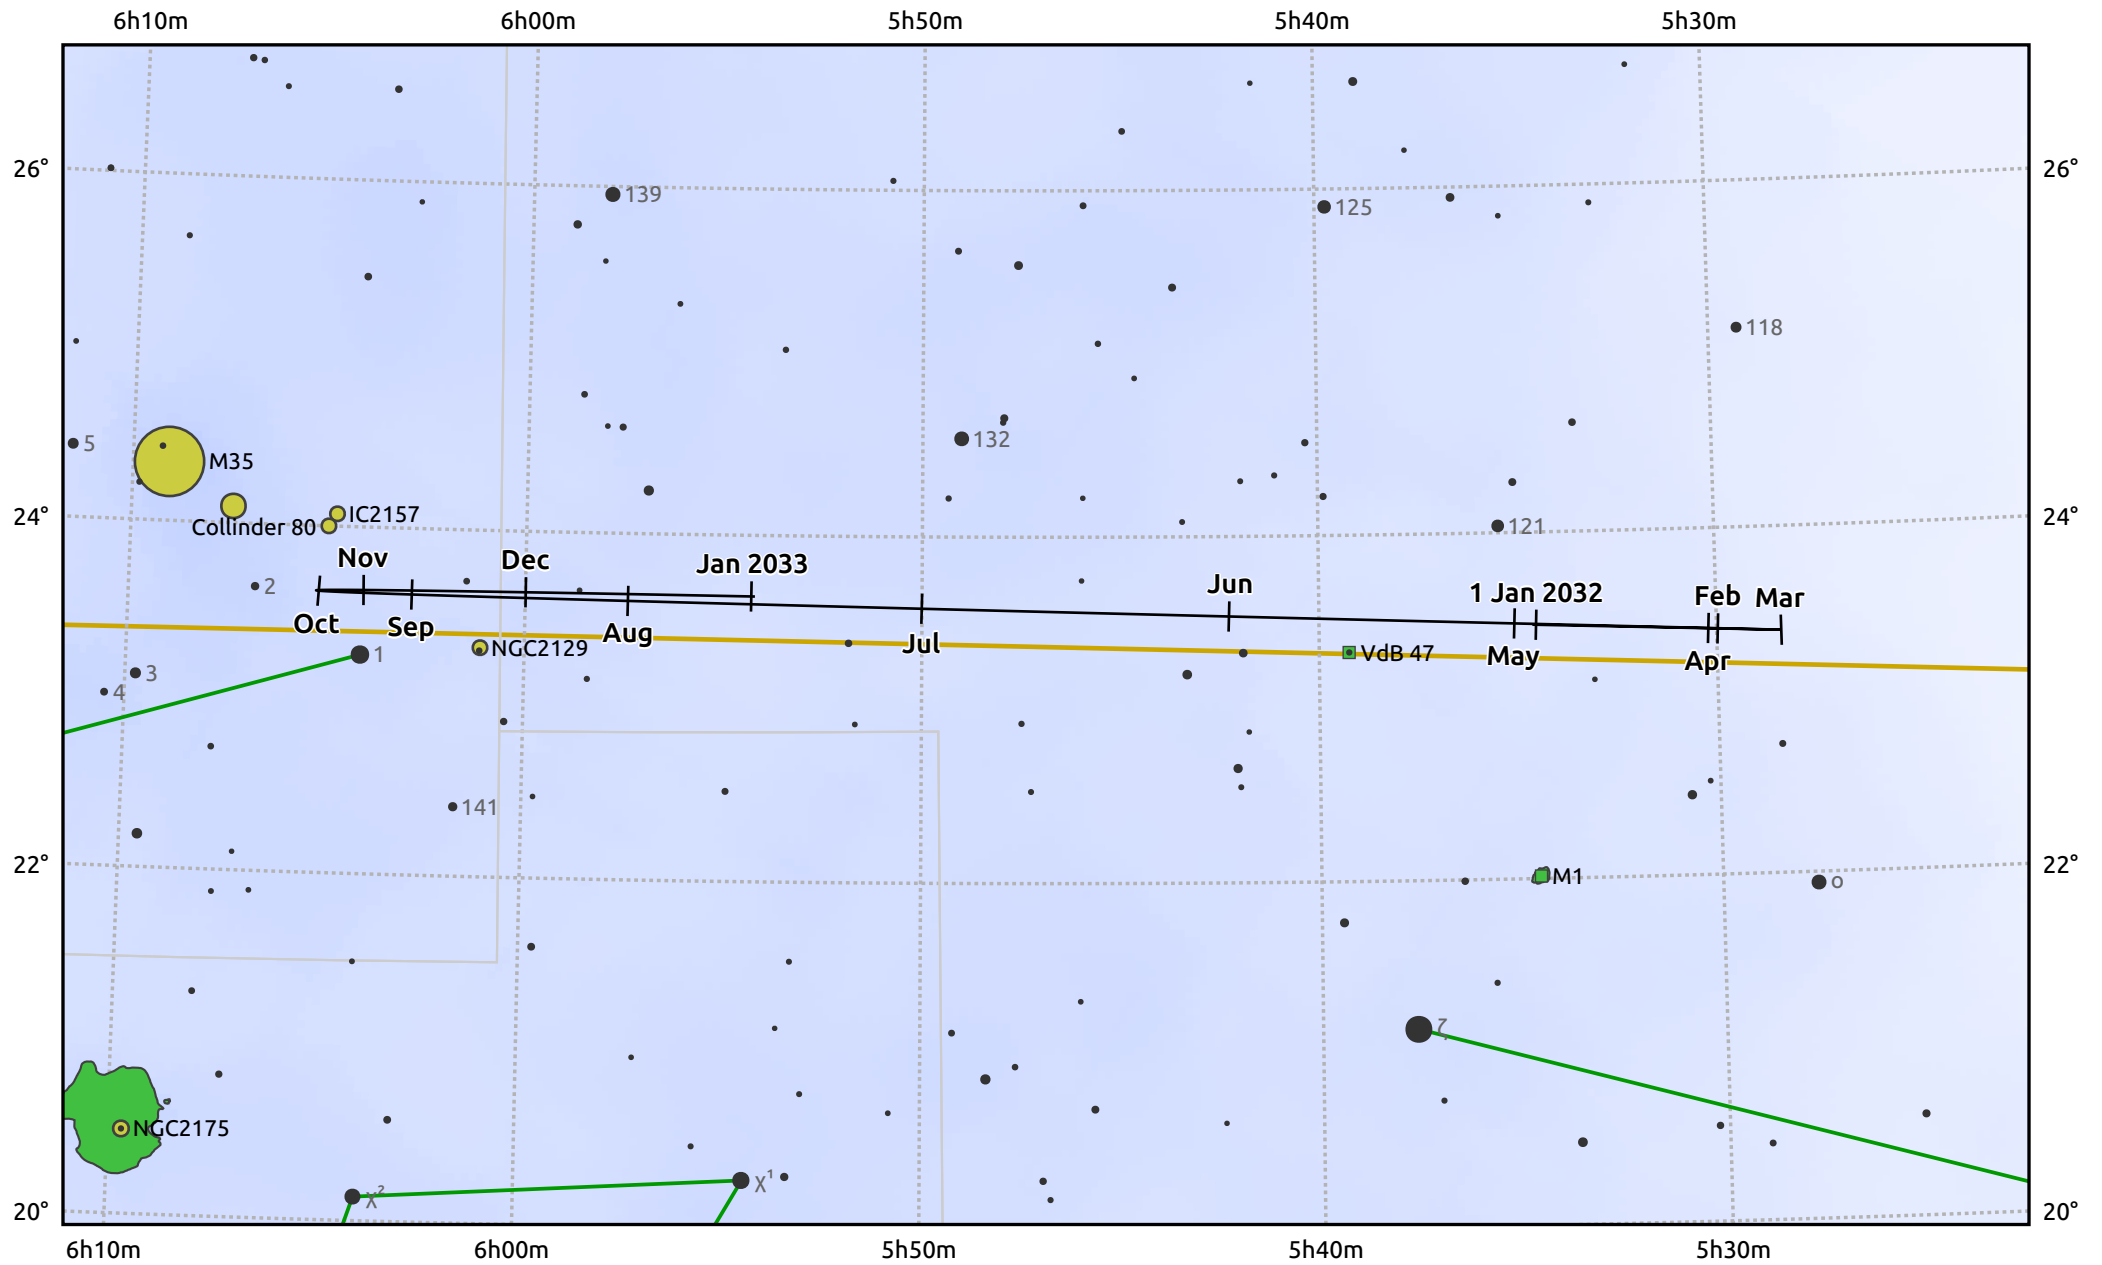 6h10m 6h00m 5h50m 5h40m 5h30m
26° 26°
139
125
118
5
132
M35
IC2157
Collinder 80
121
24° 24°
Nov Dec Jan 2033
2
Jun 1 Jan 2032 Feb Mar
Oct Sep Aug Jul May Apr
1
NGC2129
VdB 47
3
4
141
22° 22°
M1
ο
ζ
NGC2175
χ¹
χ²
20° 20°
6h10m 6h00m 5h50m 5h40m 5h30m